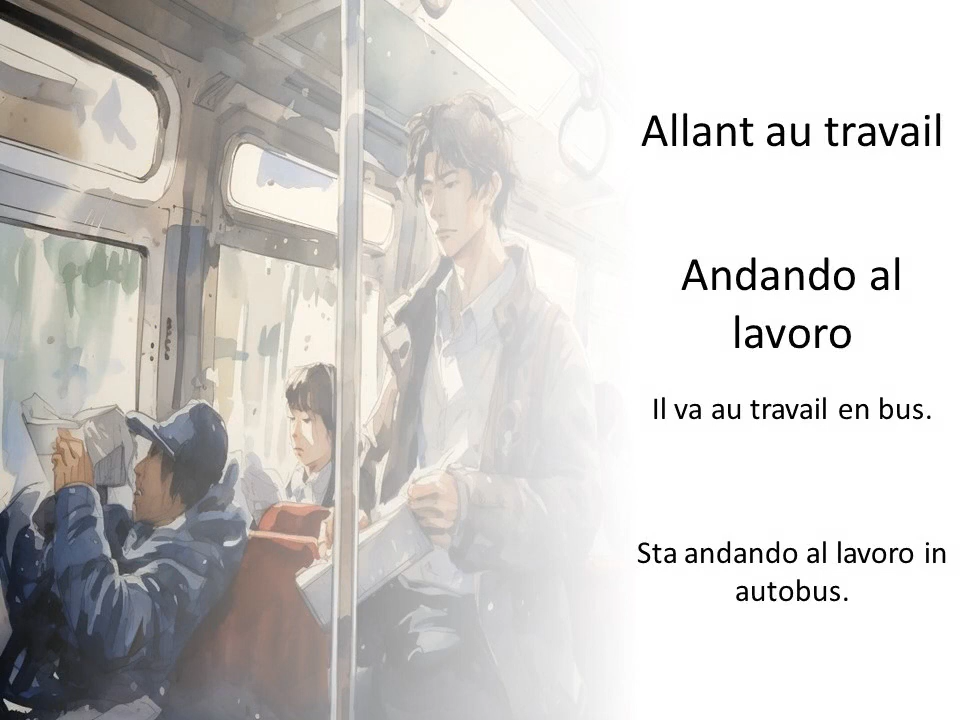 Allant au travail
Andando al
lavoro
Il va au travail en bus.
Sta andando al lavoro in
autobus.